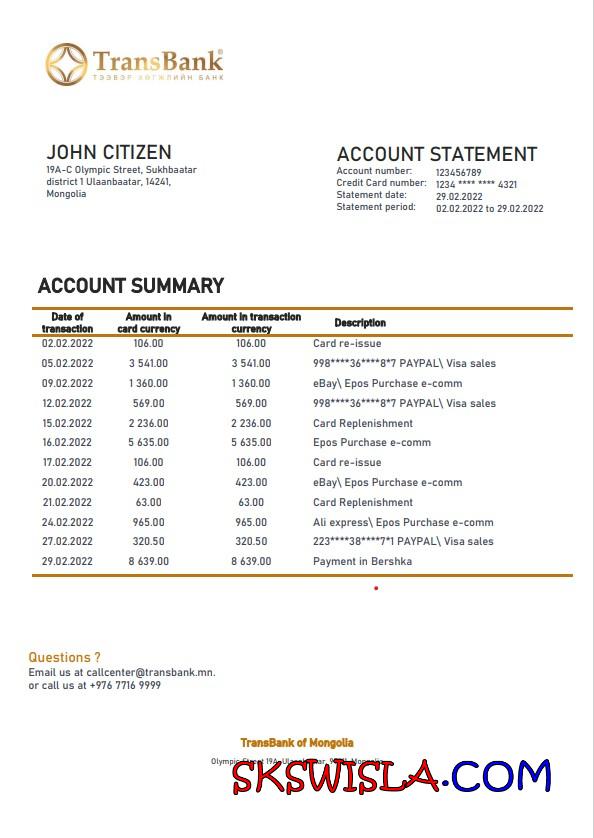 TransBank®
ТЭЭВЭР ХӨГЖЛИЙН БАНК
JOHN CITIZEN
19A-C Olympic Street, Sukhbaatar
district 1 Ulaanbaatar, 14241,
Mongolia
ACCOUNT STATEMENT
Account number: 123456789
Credit Card number: 1234 **** **** 4321
Statement date: 29.02.2022
Statement period: 02.02.2022 to 29.02.2022
ACCOUNT SUMMARY
Date of transaction Amount in card currency Amount in transaction currency Description
02.02.2022 106.00 106.00 Card re-issue
05.02.2022 3 541.00 3 541.00 998****36****8*7 PAYPAL\ Visa sales
09.02.2022 1 360.00 1 360.00 eBay\ Epos Purchase e-comm
12.02.2022 569.00 569.00 998****36****8*7 PAYPAL\ Visa sales
15.02.2022 2 236.00 2 236.00 Card Replenishment
16.02.2022 5 635.00 5 635.00 Epos Purchase e-comm
17.02.2022 106.00 106.00 Card re-issue
20.02.2022 423.00 423.00 eBay\ Epos Purchase e-comm
21.02.2022 63.00 63.00 Card Replenishment
24.02.2022 965.00 965.00 Ali express\ Epos Purchase e-comm
27.02.2022 320.50 320.50 223****38****7*1 PAYPAL\ Visa sales
29.02.2022 8 639.00 8 639.00 Payment in Bershka
Questions ?
Email us at callcenter@transbank.mn.
or call us at +976 7716 9999
TransBank of Mongolia
Olympic Street 19A, Mongolia
SKSWISLA.COM